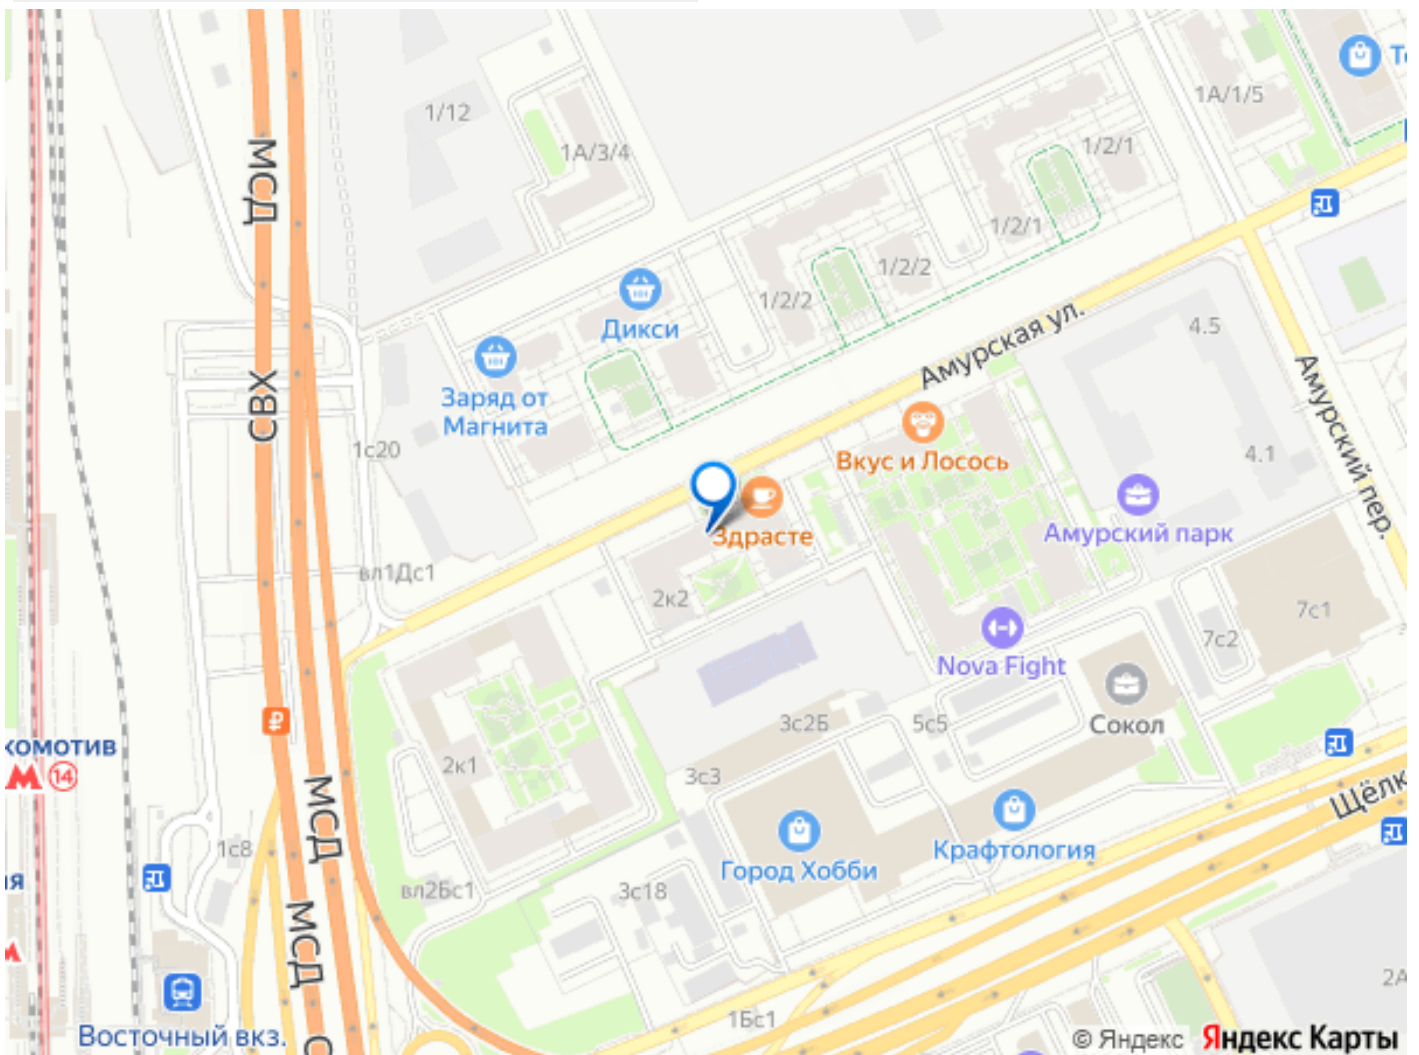 1/12
МСД
1А/3/4
1А/1/5
1/2/1
1/2/1
1/2/2
1/2/2
Дикси
Заряд от
Магнита
Амурская ул.
4.5
Амурский пер.
4.1
СВХ
1с20
Вкус и Лосось
Здрасте
Амурский парк
вл1Дс1
2к2
7с1
7с2
Nova Fight
Сокол
3с2Б
5с5
2к1
3с3
комотив
14
МСД
Щёлк
Город Хобби
Крафтология
1с8
вл2Бс1
3с18
МСД
2А
1Бс1
Восточный вкз.
© Яндекс Яндекс Карты